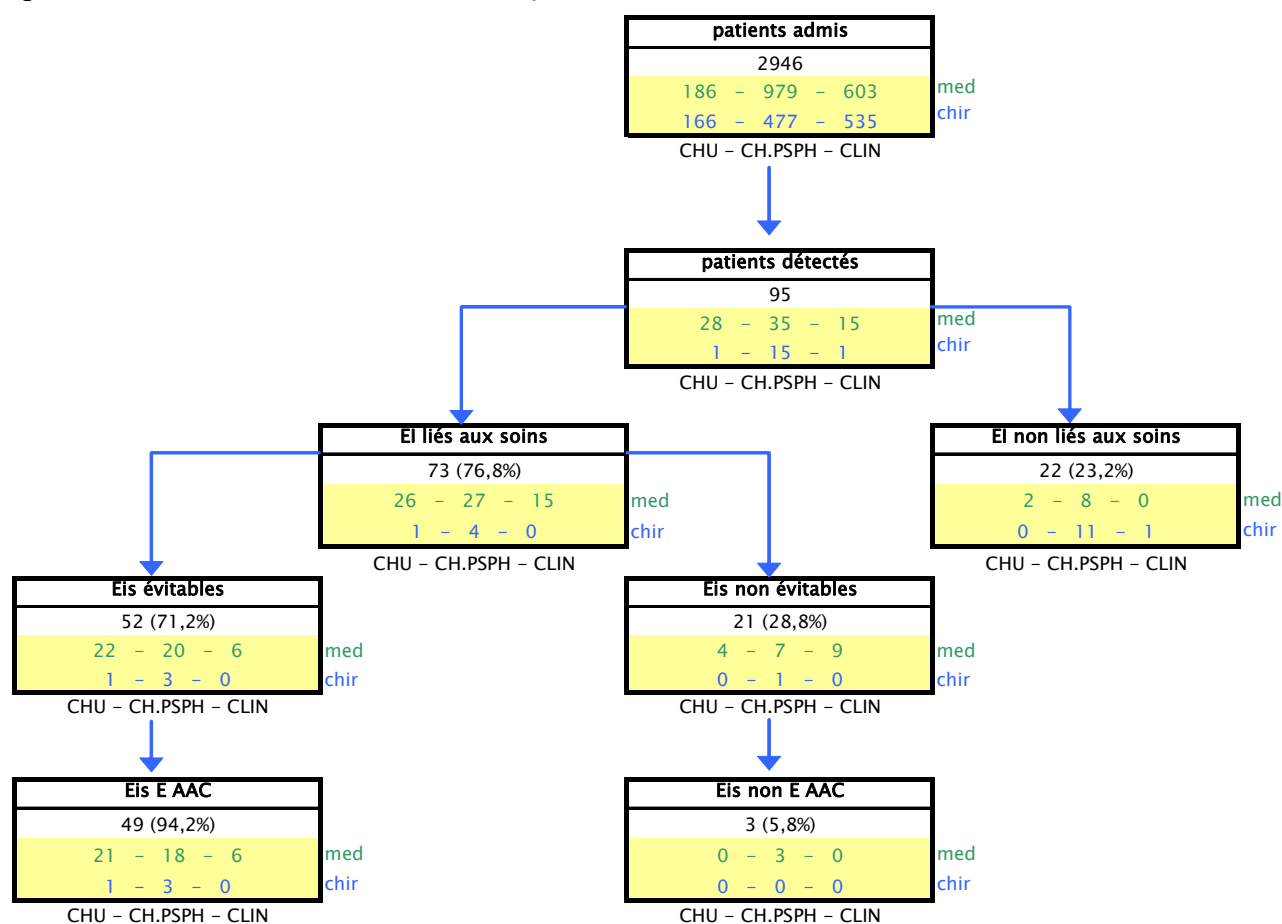 patients admis
2946
186 – 979 – 603 med
166 – 477 – 535 chir
CHU – CH.PSPH – CLIN
patients détectés
95
28 – 35 – 15 med
1 – 15 – 1 chir
CHU – CH.PSPH – CLIN
EI liés aux soins
73 (76,8%)
26 – 27 – 15 med
1 – 4 – 0 chir
CHU – CH.PSPH – CLIN
EI non liés aux soins
22 (23,2%)
2 – 8 – 0 med
0 – 11 – 1 chir
CHU – CH.PSPH – CLIN
Eis évitables
52 (71,2%)
22 – 20 – 6 med
1 – 3 – 0 chir
CHU – CH.PSPH – CLIN
Eis non évitables
21 (28,8%)
4 – 7 – 9 med
0 – 1 – 0 chir
CHU – CH.PSPH – CLIN
Eis E AAC
49 (94,2%)
21 – 18 – 6 med
1 – 3 – 0 chir
CHU – CH.PSPH – CLIN
Eis non E AAC
3 (5,8%)
0 – 3 – 0 med
0 – 0 – 0 chir
CHU – CH.PSPH – CLIN